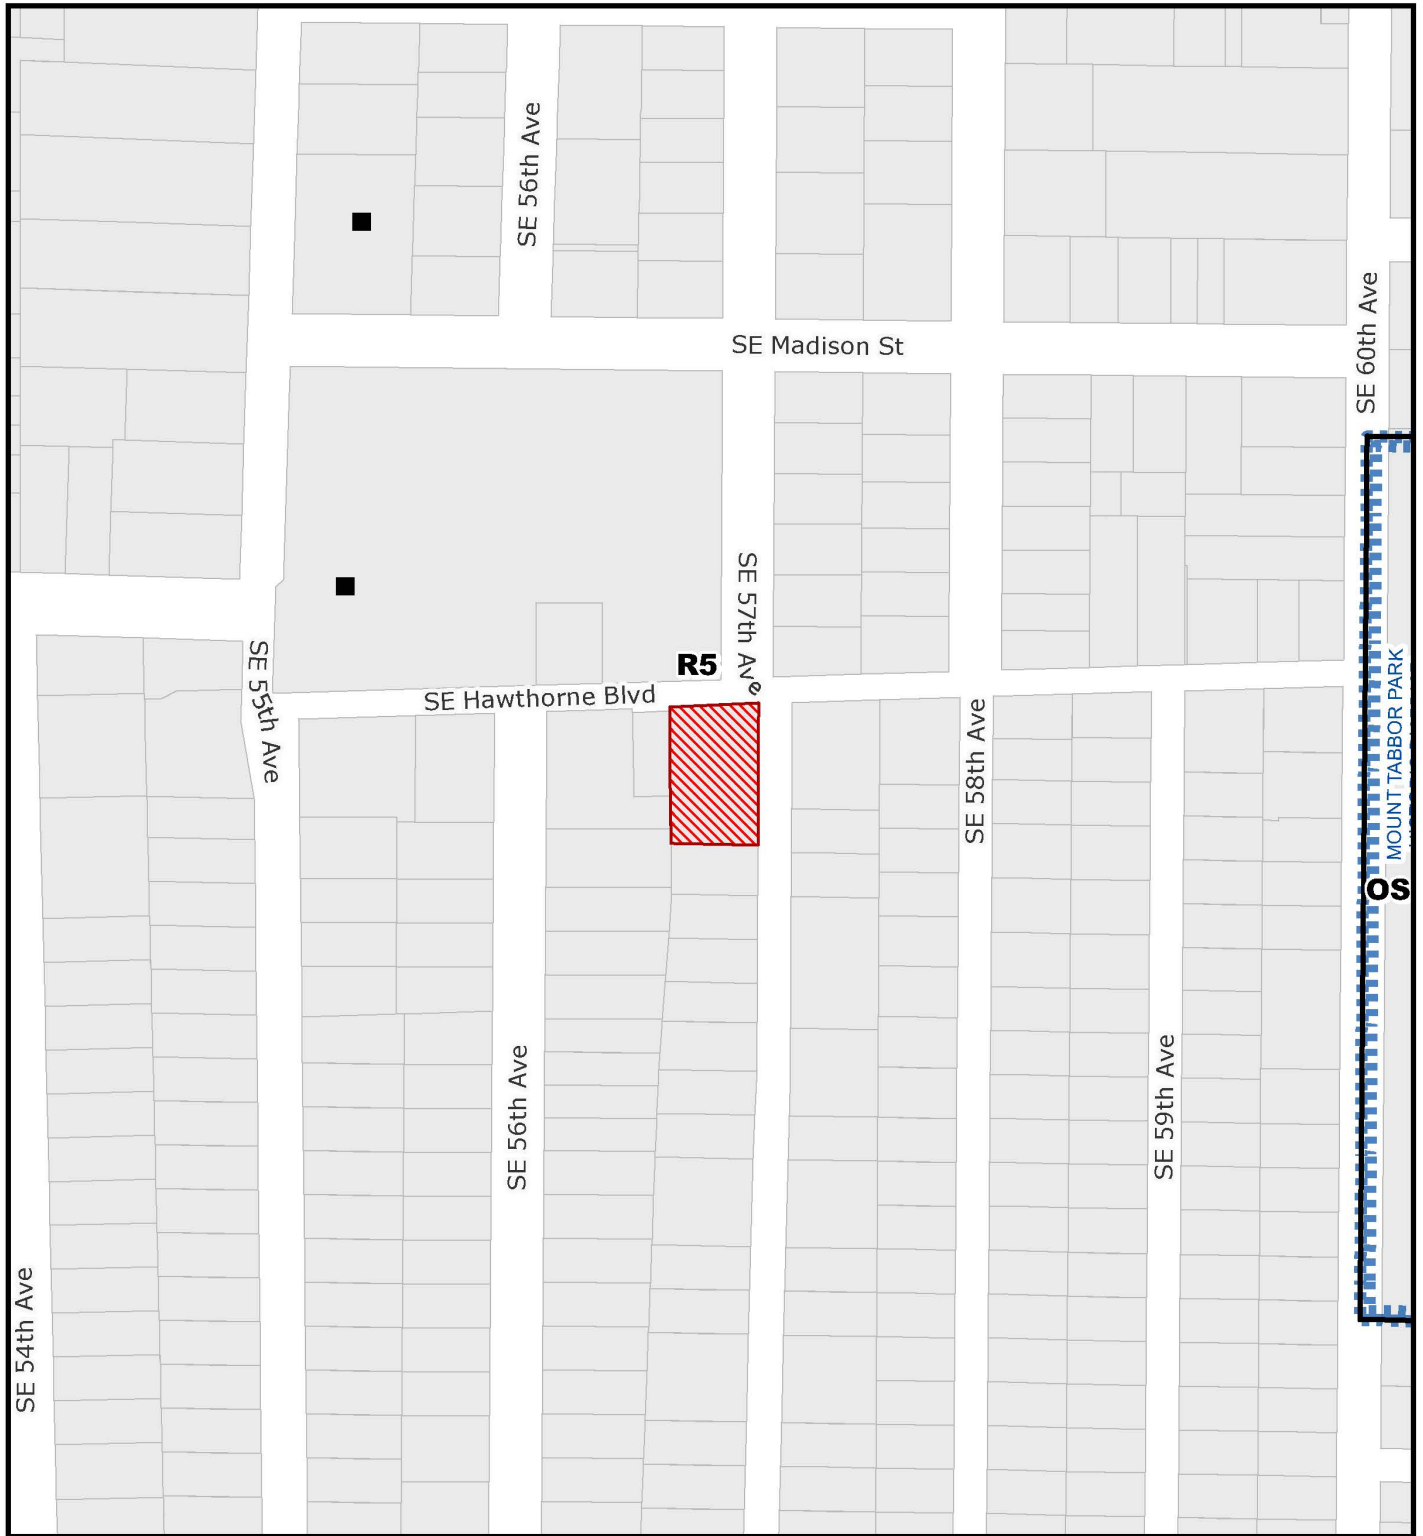 SE 56th Ave
SE Madison St
SE 60th Ave
SE 57th Ave
R5
SE Hawthorne Blvd
SE 55th Ave
SE 58th Ave
MOUNT TABBOR PARK
OS
SE 56th Ave
SE 59th Ave
SE 54th Ave